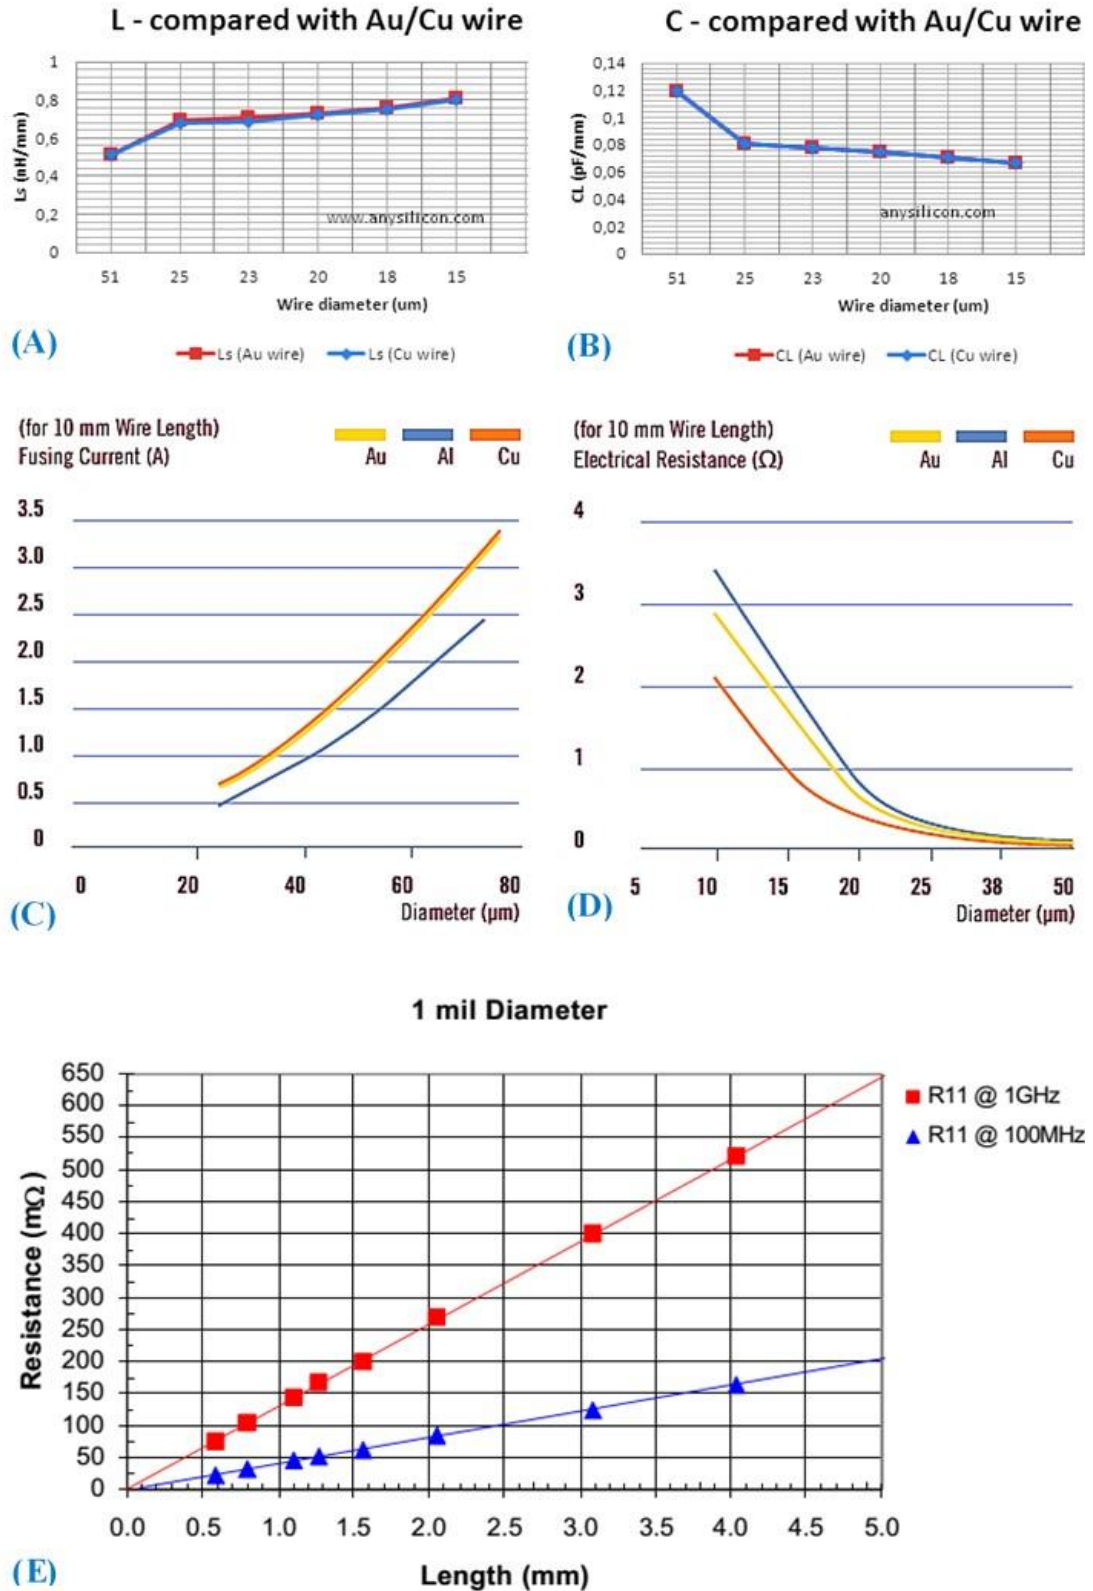 L - compared with Au/Cu wire
1
0,8
0,6
0,4
0,2
0
Ls (nH/mm)
www.anysilicon.com
51 25 23 20 18 15
Wire diameter (um)
Ls (Au wire) Ls (Cu wire)
(A)
C - compared with Au/Cu wire
0,14
0,12
0,1
0,08
0,06
0,04
0,02
0
CL (pF/mm)
anysilicon.com
51 25 23 20 18 15
Wire diameter (um)
CL (Au wire) CL (Cu wire)
(B)
(for 10 mm Wire Length)
Fusing Current (A)
Au Al Cu
3.5
3.0
2.5
2.0
1.5
1.0
0.5
0
0 20 40 60 80
Diameter (µm)
(C)
(for 10 mm Wire Length)
Electrical Resistance (Ω)
Au Al Cu
4
3
2
1
0
5 10 15 20 25 38 50
Diameter (µm)
(D)
1 mil Diameter
650
600
550
500
450
400
350
300
250
200
150
100
50
0
Resistance (mΩ)
R11 @ 1GHz
R11 @ 100MHz
0.0 0.5 1.0 1.5 2.0 2.5 3.0 3.5 4.0 4.5 5.0
Length (mm)
(E)